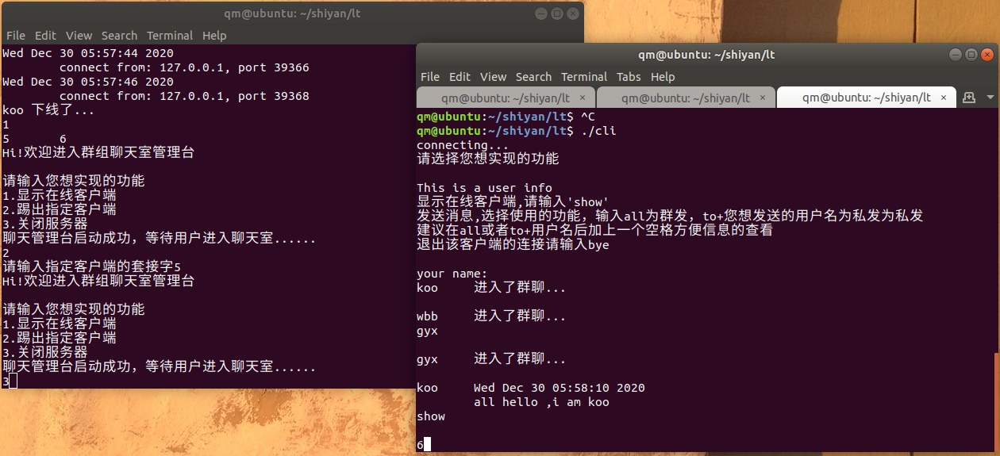 qm@ubuntu: ~/shiyan/lt
File Edit View Search Terminal Help
Wed Dec 30 05:57:44 2020
connect from: 127.0.0.1, port 39366
Wed Dec 30 05:57:46 2020
connect from: 127.0.0.1, port 39368
koo 下线了...
1
5 6
Hi!欢迎进入群组聊天室管理台
请输入您想实现的功能
1.显示在线客户端
2.踢出指定客户端
3.关闭服务器
聊天管理台启动成功，等待用户进入聊天室......
2
请输入指定客户端的套接字5
Hi!欢迎进入群组聊天室管理台
请输入您想实现的功能
1.显示在线客户端
2.踢出指定客户端
3.关闭服务器
聊天管理台启动成功，等待用户进入聊天室......
3
qm@ubuntu: ~/shiyan/lt
File Edit View Search Terminal Tabs Help
qm@ubuntu: ~/shiyan/lt × qm@ubuntu: ~/shiyan/lt × qm@ubuntu: ~/shiyan/lt ×
qm@ubuntu:~/shiyan/lt$ ^C
qm@ubuntu:~/shiyan/lt$ ./cli
connecting...
请选择您想实现的功能
This is a user info
显示在线客户端,请输入'show'
发送消息,选择使用的功能，输入all为群发，to+您想发送的用户名为私发为私发
建议在all或者to+用户名后加上一个空格方便信息的查看
退出该客户端的连接请输入bye
your name:
koo 进入了群聊...
wbb 进入了群聊...
gyx
gyx 进入了群聊...
koo Wed Dec 30 05:58:10 2020
all hello ,i am koo
show
6